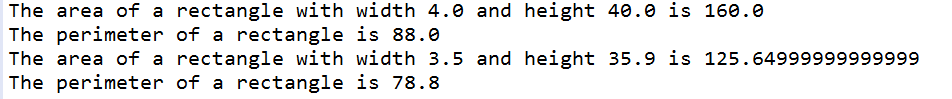 The area of a rectangle with width 4.0 and height 40.0 is 160.0
The perimeter of a rectangle is 88.0
The area of a rectangle with width 3.5 and height 35.9 is 125.64999999999999
The perimeter of a rectangle is 78.8